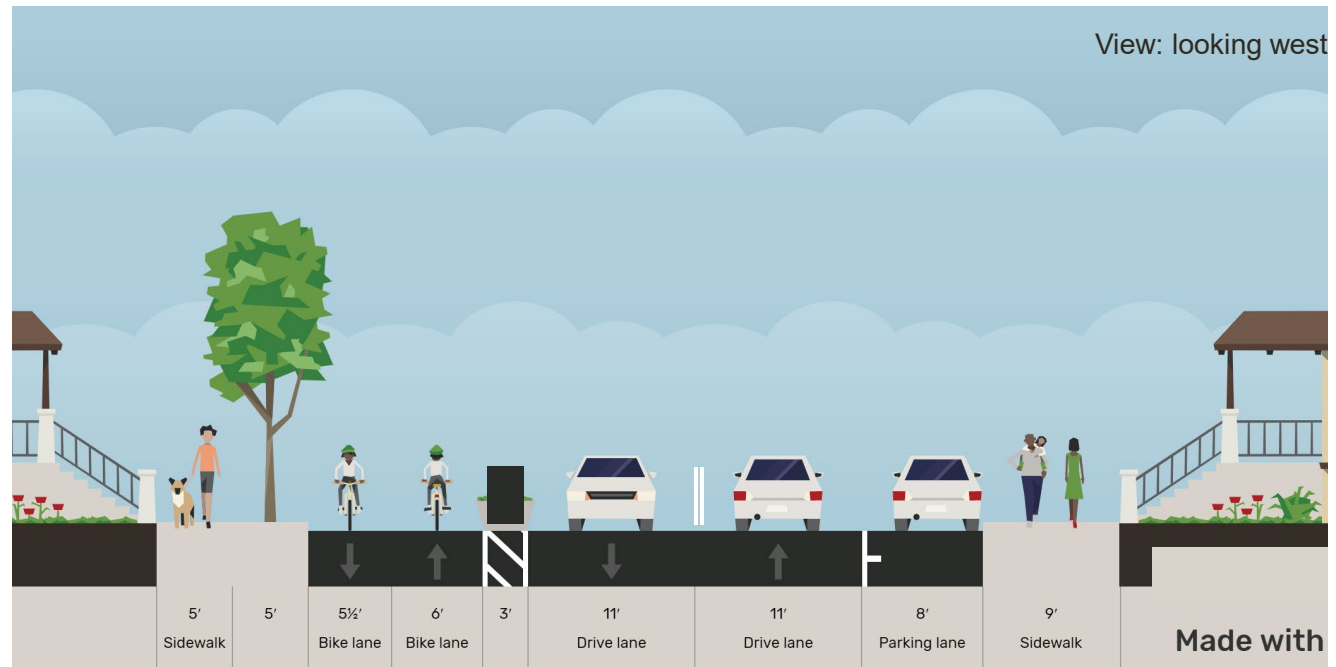 View: looking west
5′ 5′ 5½′ 6′ 3′ 11′ 11′ 8′ 9′
Sidewalk Bike lane Bike lane Drive lane Drive lane Parking lane Sidewalk
Made with